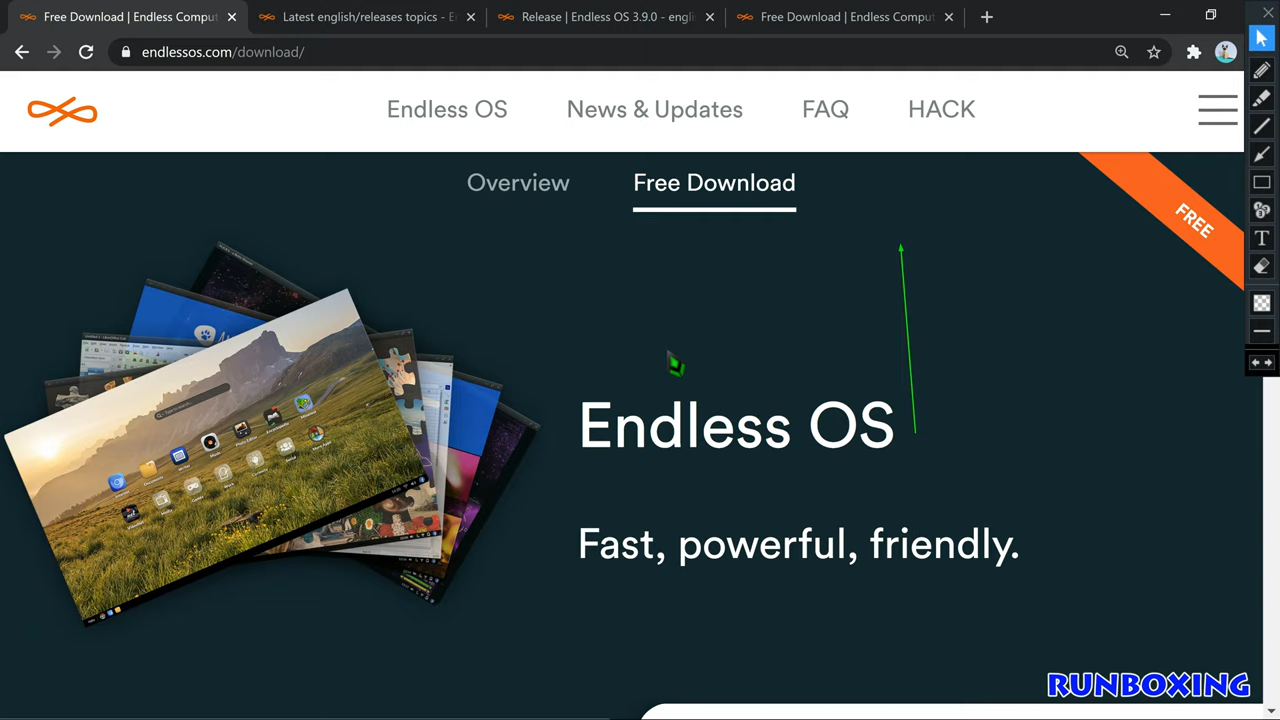 Free Download | Endless Comput
Latest english/releases topics - E
Release | Endless OS 3.9.0 - engli
Free Download | Endless Comput
endlessos.com/download/
Endless OS
News & Updates
FAQ
HACK
Overview
Free Download
FREE
Endless OS
Fast, powerful, friendly.
RUNBOXING